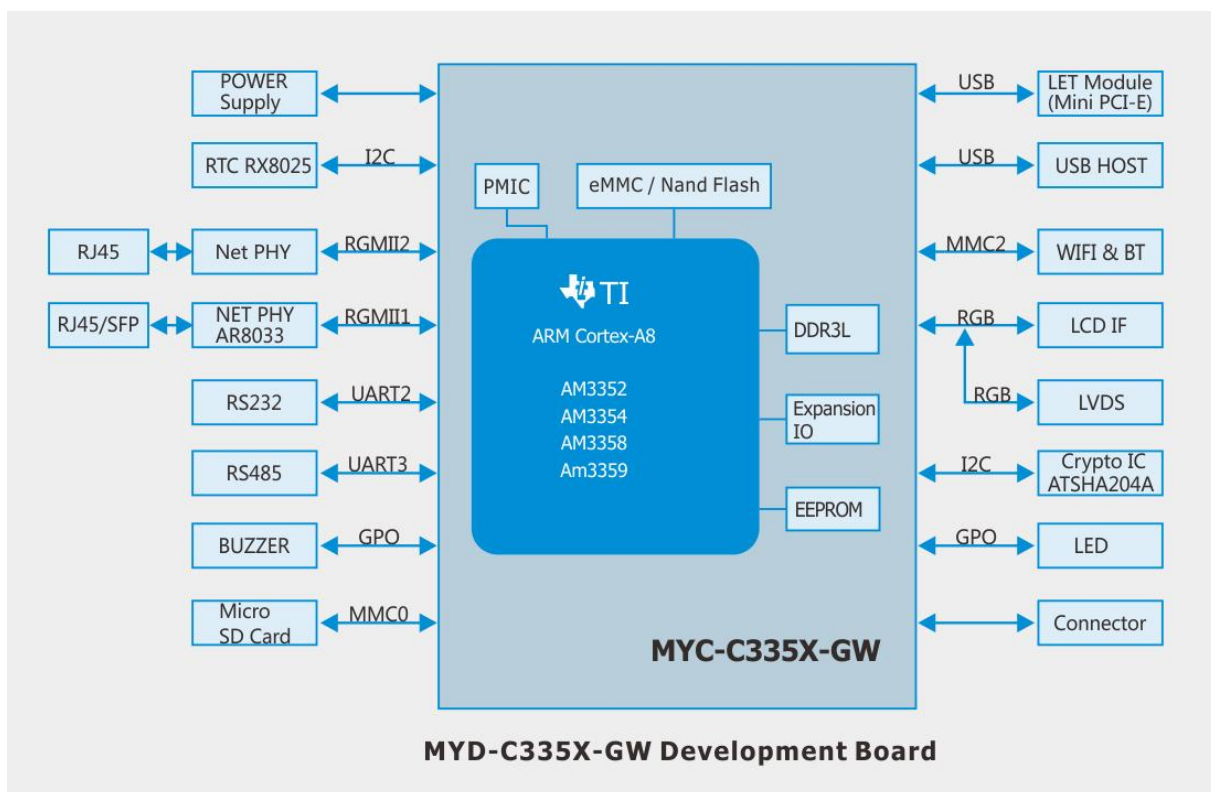 POWER
Supply
USB
LET Module
(Mini PCI-E)
RTC RX8025
I2C
USB
USB HOST
PMIC
eMMC / Nand Flash
RJ45
Net PHY
RGMII2
MMC2
WIFI & BT
TI
RJ45/SFP
NET PHY
AR8033
RGMII1
ARM Cortex-A8
DDR3L
RGB
LCD IF
AM3352
AM3354
AM3358
Am3359
RS232
UART2
Expansion
IO
RGB
LVDS
RS485
UART3
I2C
Crypto IC
ATSHA204A
EEPROM
BUZZER
GPO
GPO
LED
Micro
SD Card
MMC0
Connector
MYC-C335X-GW
MYD-C335X-GW Development Board